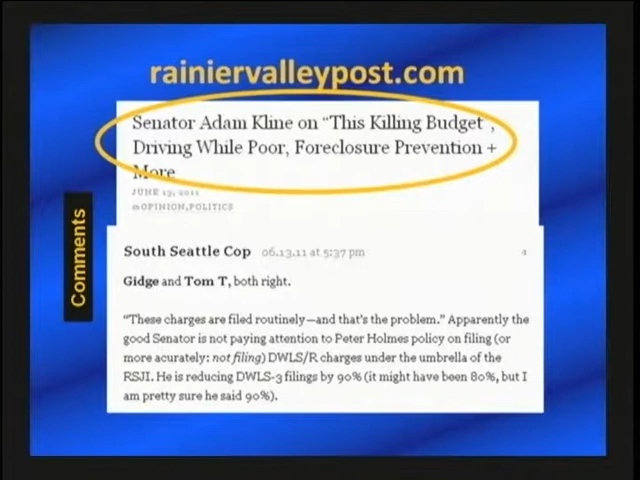 rainiervalleypost.com
Senator Adam Kline on “This Killing Budget”,
Driving While Poor, Foreclosure Prevention +
More
JUNE 13, 2011
in OPINION,POLITICS
Comments
South Seattle Cop 06.13.11 at 5:37 pm 4
Gidge and Tom T, both right.
“These charges are filed routinely—and that’s the problem.” Apparently the
good Senator is not paying attention to Peter Holmes policy on filing (or
more acurately: not filing) DWLS/R charges under the umbrella of the
RSJI. He is reducing DWLS-3 filings by 90% (it might have been 80%, but I
am pretty sure he said 90%).